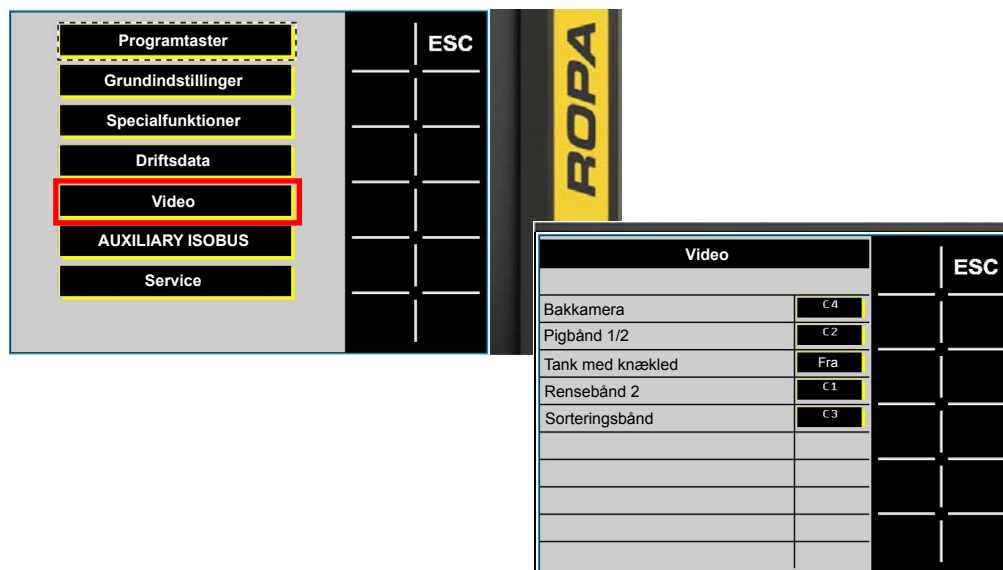 Programtaster
ESC
Grundindstillinger
Specialfunktioner
Driftsdata
Video
AUXILIARY ISOBUS
Service
ROPA
Video
ESC
Bakkamera C4
Pigbånd 1/2 C2
Tank med knækled Fra
Rensebånd 2 C1
Sorteringsbånd C3